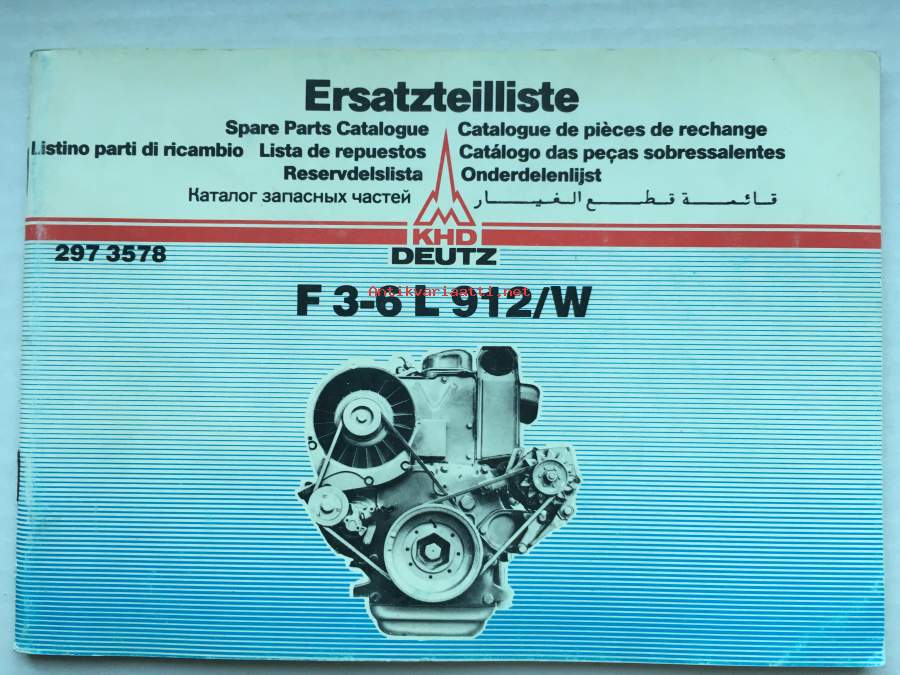 Ersatzteilliste
Spare Parts Catalogue Catalogue de pièces de rechange
Listino parti di ricambio Lista de repuestos Catálogo das peças sobressalentes
Reservdelslista Onderdelenlijst
Каталог запасных частей قائمة قطع الغيار
KHD
DEUTZ
297 3578
Antikvariaatti.net
F 3-6 L 912/W